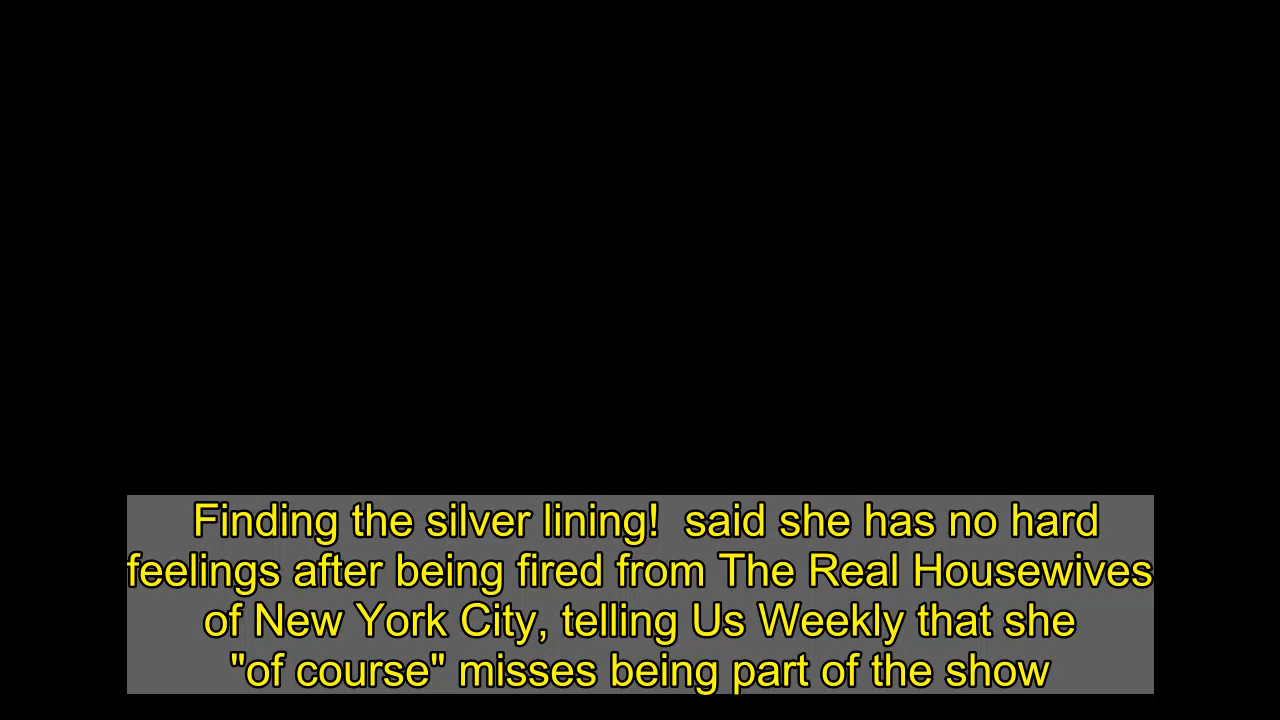 Finding the silver lining!  said she has no hard
feelings after being fired from The Real Housewives
of New York City, telling Us Weekly that she
"of course" misses being part of the show